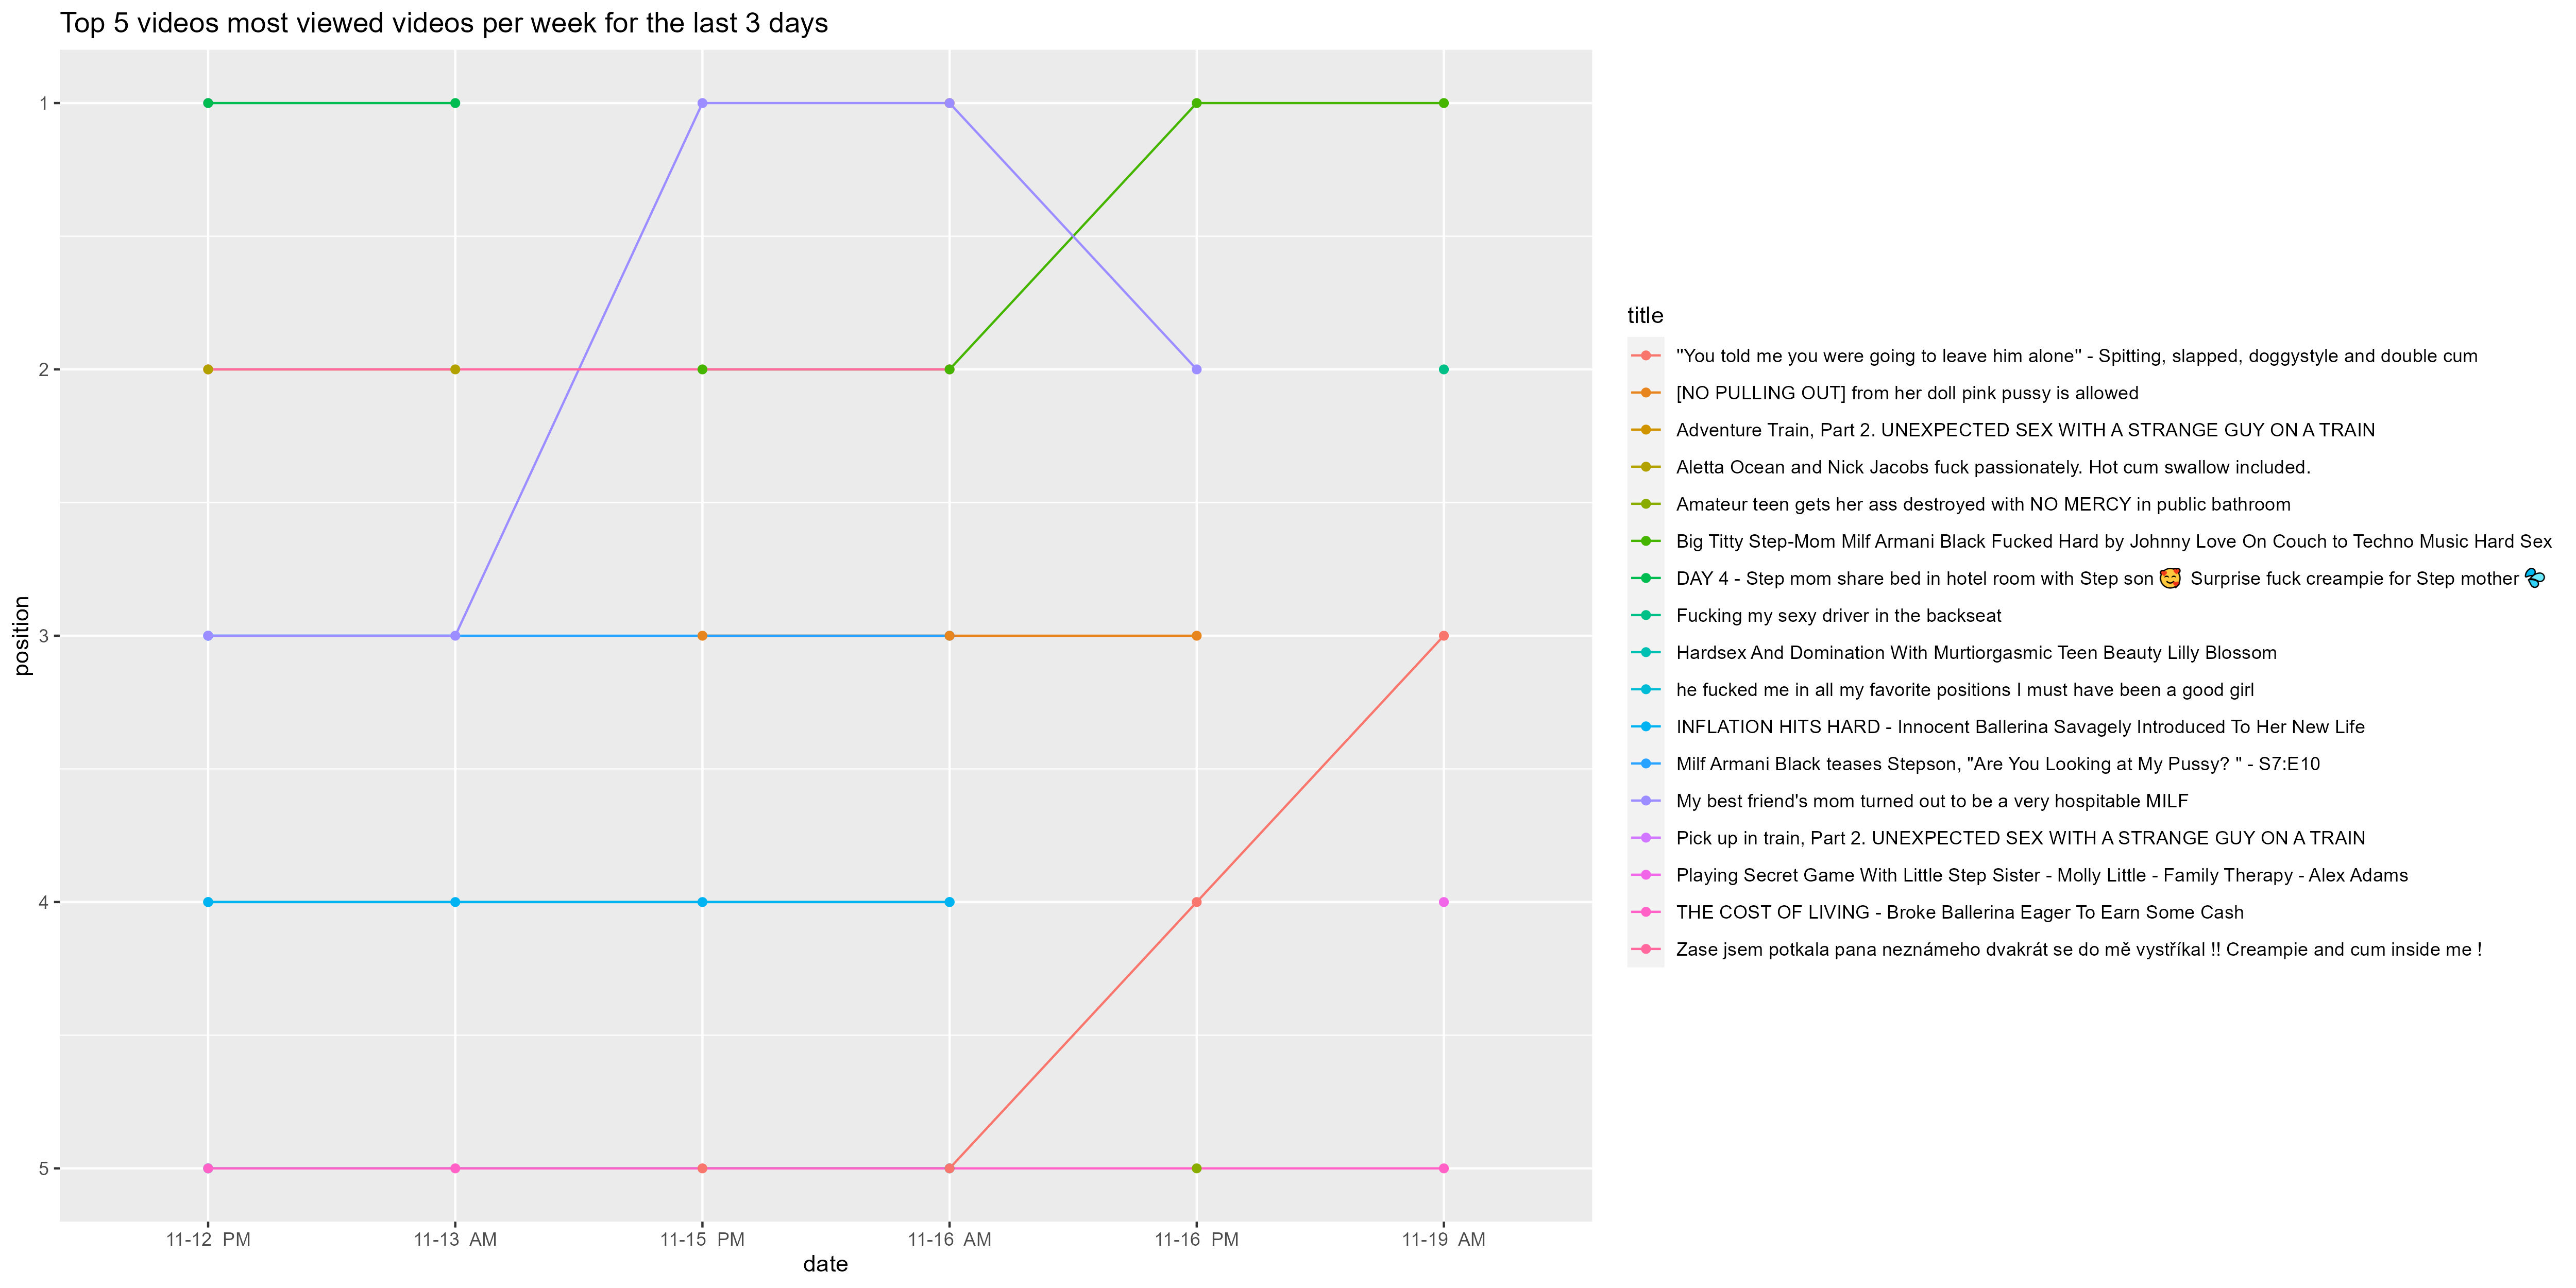 Top 5 videos most viewed videos per week for the last 3 days
position
1
2
3
4
5
11-12 PM
11-13 AM
11-15 PM
11-16 AM
11-16 PM
11-19 AM
date
title
"You told me you were going to leave him alone" - Spitting, slapped, doggystyle and double cum
[NO PULLING OUT] from her doll pink pussy is allowed
Adventure Train, Part 2. UNEXPECTED SEX WITH A STRANGE GUY ON A TRAIN
Aletta Ocean and Nick Jacobs fuck passionately. Hot cum swallow included.
Amateur teen gets her ass destroyed with NO MERCY in public bathroom
Big Titty Step-Mom Milf Armani Black Fucked Hard by Johnny Love On Couch to Techno Music Hard Sex
DAY 4 - Step mom share bed in hotel room with Step son 🥰 Surprise fuck creampie for Step mother 💦
Fucking my sexy driver in the backseat
Hardsex And Domination With Murtiorgasmic Teen Beauty Lilly Blossom
he fucked me in all my favorite positions I must have been a good girl
INFLATION HITS HARD - Innocent Ballerina Savagely Introduced To Her New Life
Milf Armani Black teases Stepson, "Are You Looking at My Pussy? " - S7:E10
My best friend's mom turned out to be a very hospitable MILF
Pick up in train, Part 2. UNEXPECTED SEX WITH A STRANGE GUY ON A TRAIN
Playing Secret Game With Little Step Sister - Molly Little - Family Therapy - Alex Adams
THE COST OF LIVING - Broke Ballerina Eager To Earn Some Cash
Zase jsem potkala pana neznámeho dvakrát se do mě vystříkal !! Creampie and cum inside me !